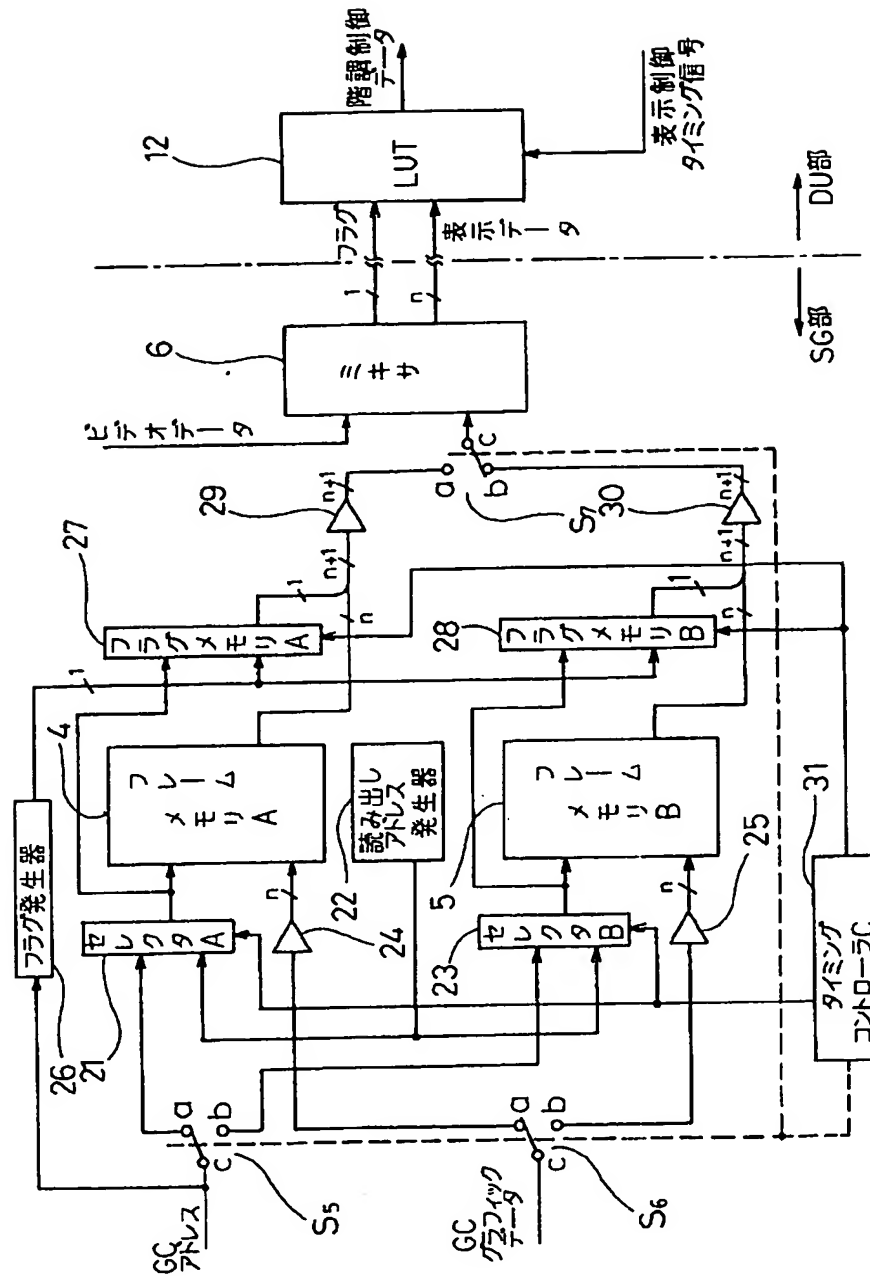 GC
アドレス
S5
a
b
c
フラグ発生器
26
21
セレクタA
24
n
4
フレーム
メモリ
A
1
27
フラグメモリA
1
n
n+1
29
n+1
22
読み出し
アドレス
発生器
GC
グラフィック
データ
S6
a
b
c
23
セレクタB
25
n
5
フレーム
メモリ
B
28
フラグメモリB
1
n
n+1
30
n+1
31
タイミング
コントローラC
S7
a
b
c
ビデオデータ
6
ミキサ
1
n
フラグ
表示データ
12
LUT
階調制御
データ
表示制御
タイミング信号
SG部
DU部